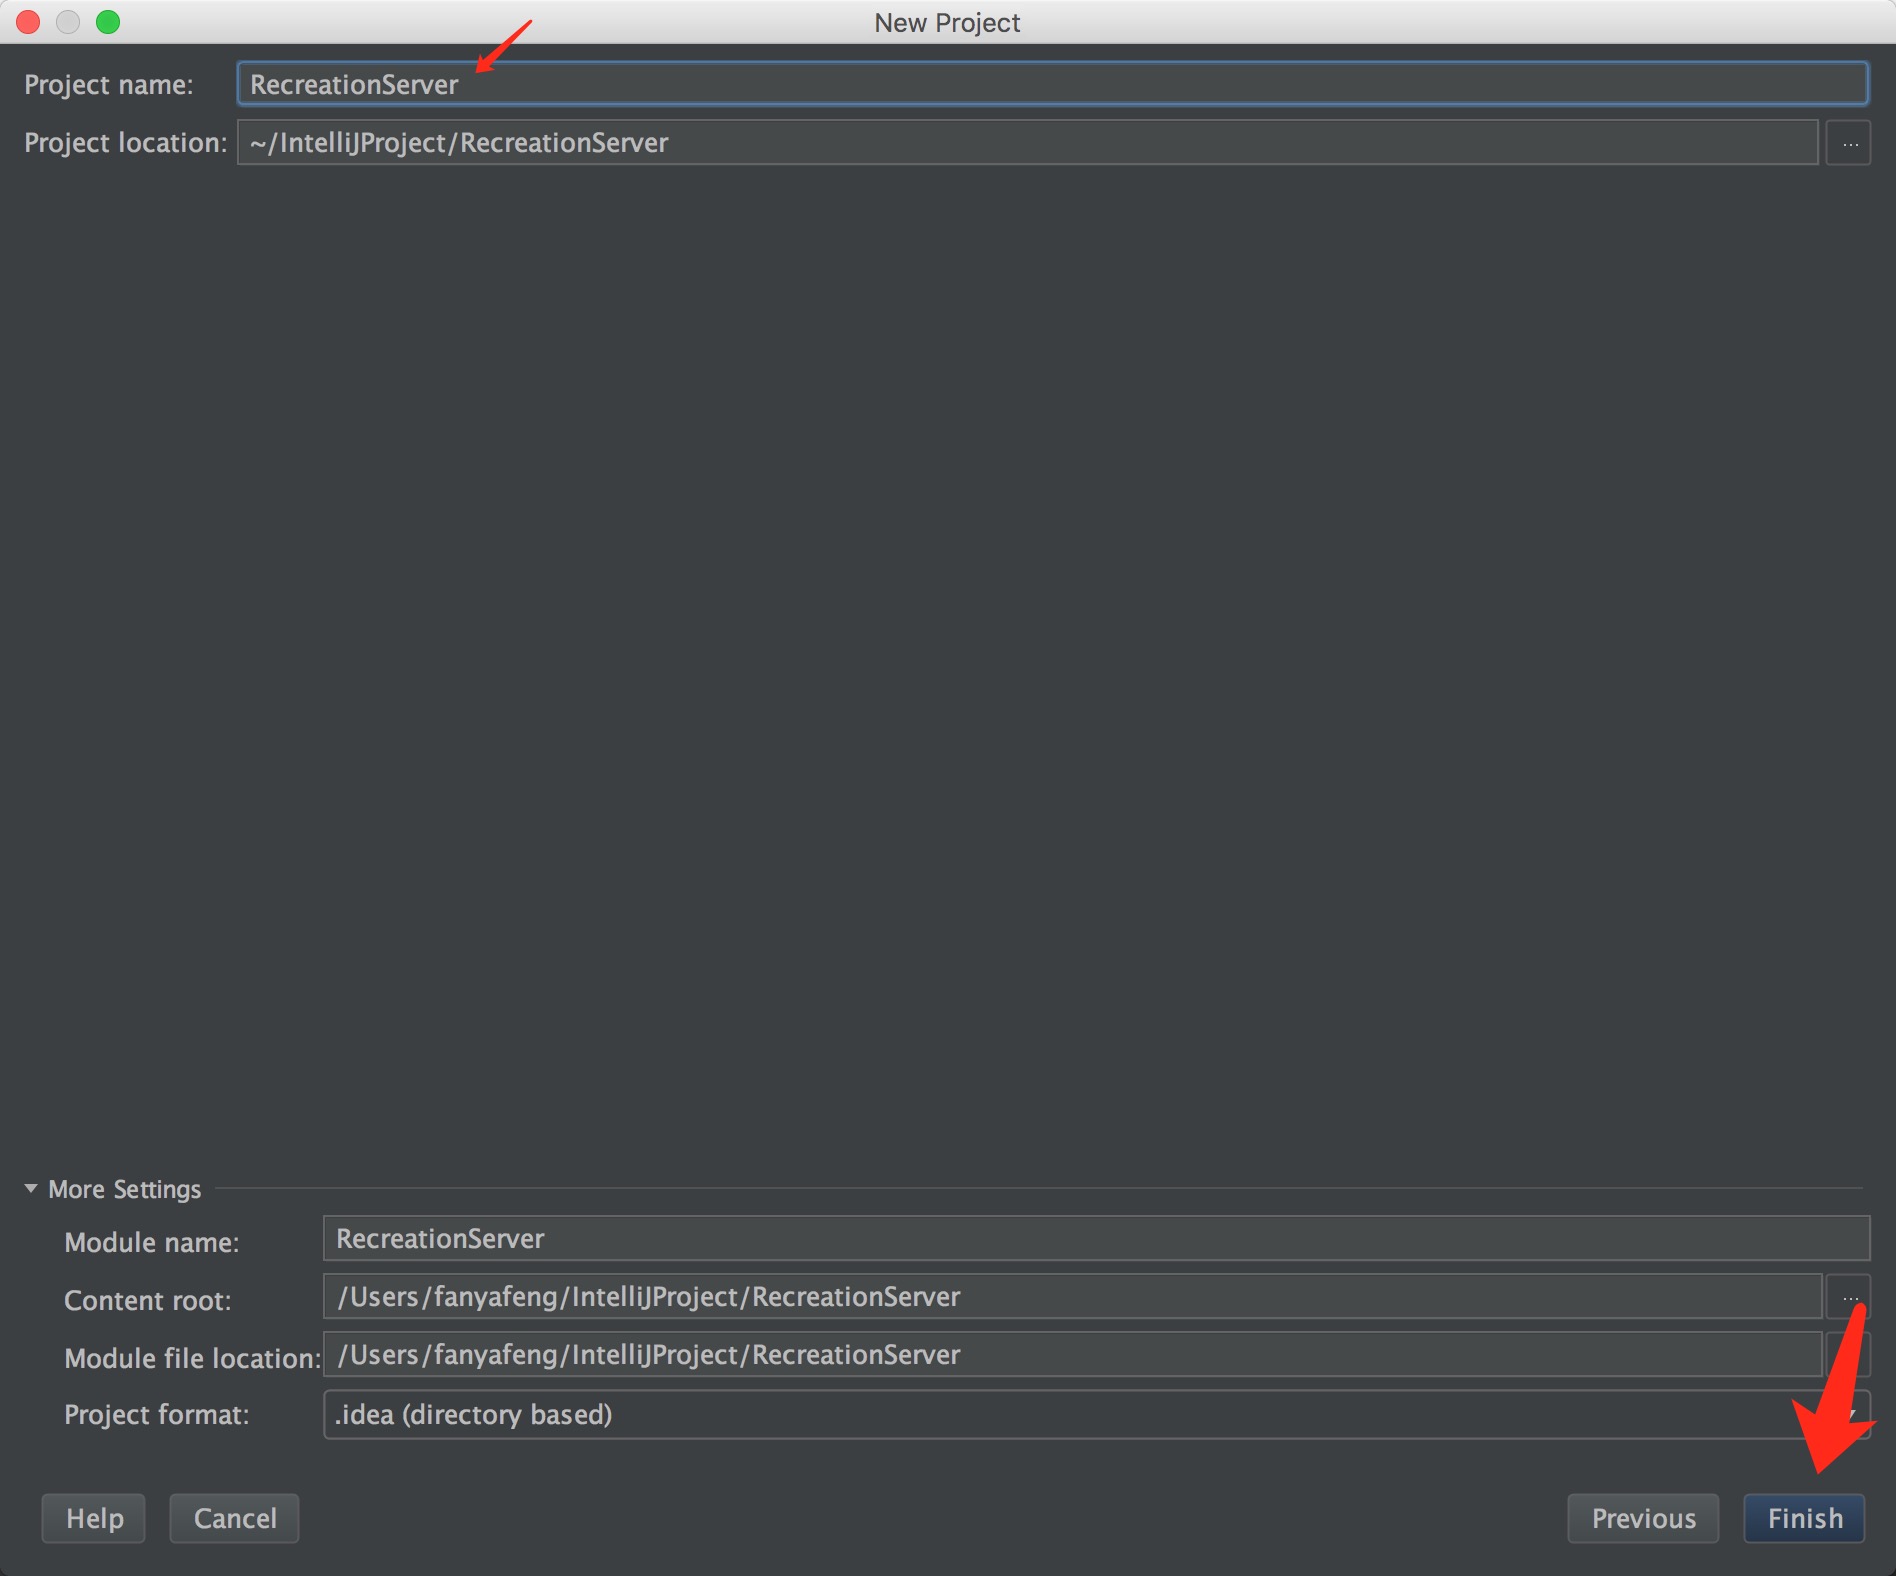 New Project
Project name: RecreationServer
Project location: ~/IntelliJProject/RecreationServer ...
More Settings
Module name: RecreationServer
Content root: /Users/fanyafeng/IntelliJProject/RecreationServer ...
Module file location: /Users/fanyafeng/IntelliJProject/RecreationServer
Project format: .idea (directory based)
Help Cancel Previous Finish